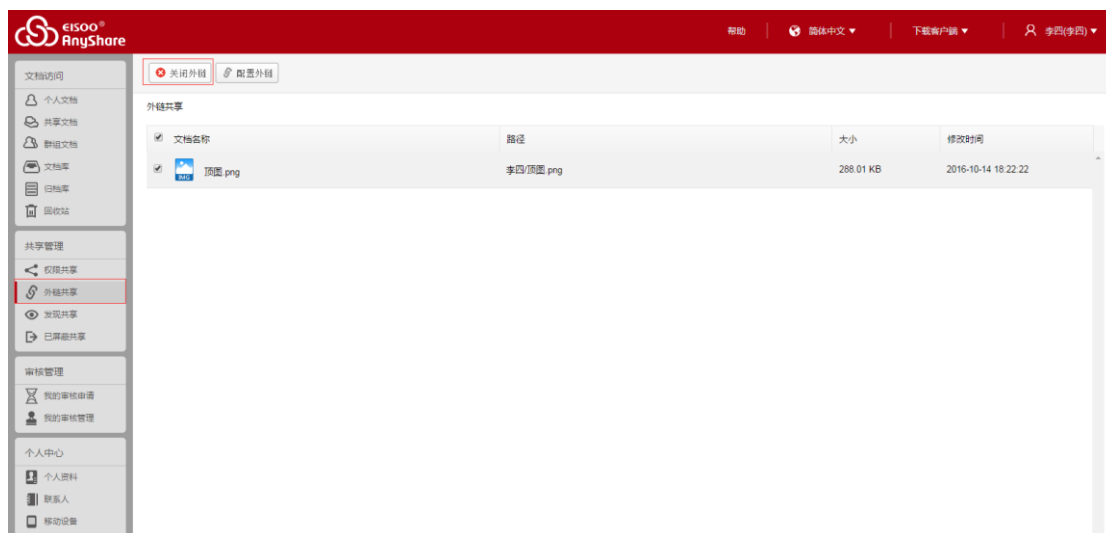 EISOO®
AnyShare
帮助 简体中文 下载客户端 李四(李四)
文档访问
个人文档
共享文档
群组文档
文档库
归档库
回收站
共享管理
权限共享
外链共享
发现共享
已屏蔽共享
审核管理
我的审核申请
我的审核管理
个人中心
个人资料
联系人
移动设备
关闭外链 配置外链
外链共享
文档名称 路径 大小 修改时间
IMG 顶图.png 李四/顶图.png 288.01 KB 2016-10-14 18:22:22